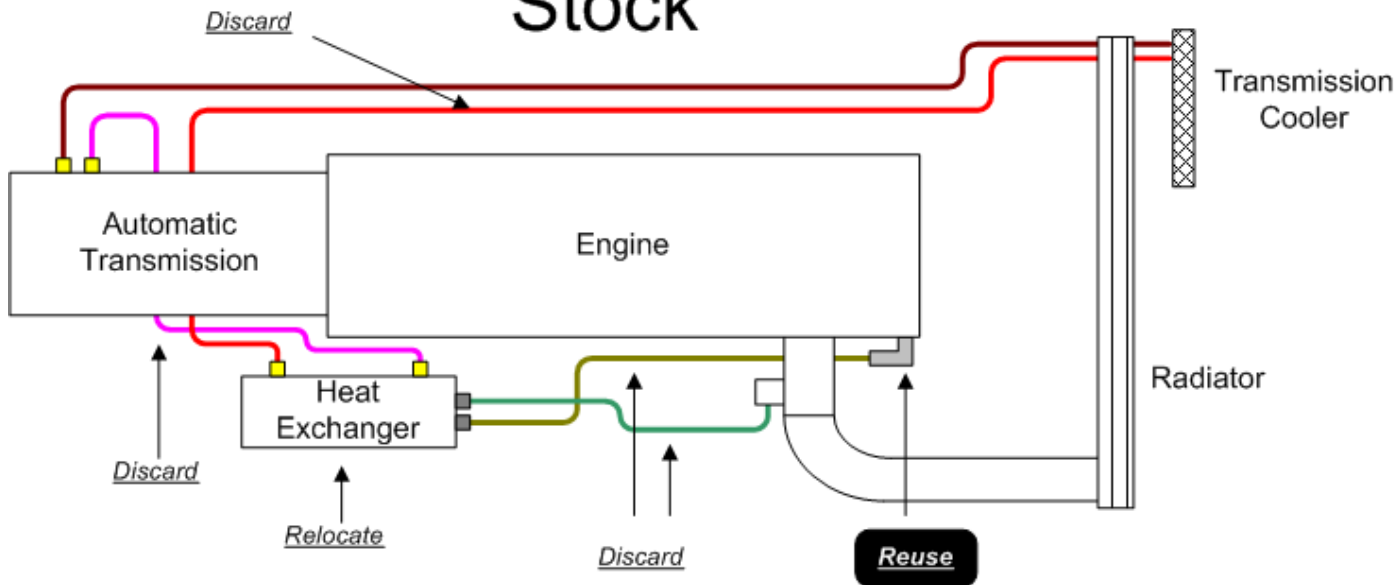 Stock
Discard
Transmission
Cooler
Automatic
Transmission
Engine
Heat
Exchanger
Radiator
Discard
Relocate
Discard
Reuse